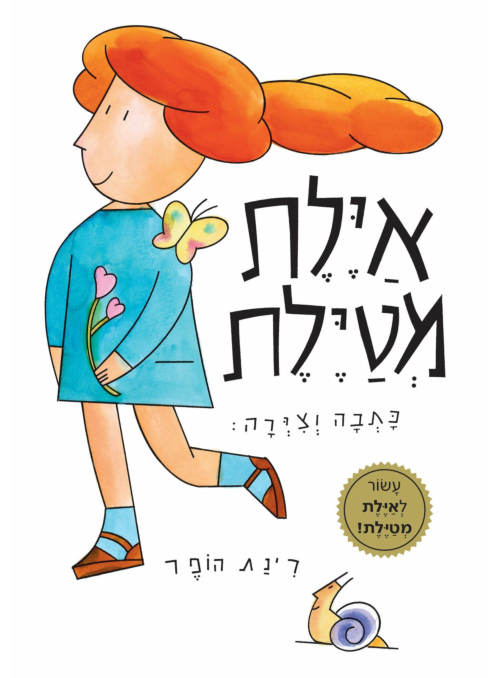 אַיֶּלֶת
מְטַיֶּלֶת
כָּתְבָה וְצִיְּרָה:
עָשׂוֹר
לְאַיֶּלֶת
מְטַיֶּלֶת!
רִינַת הוֹפֶר